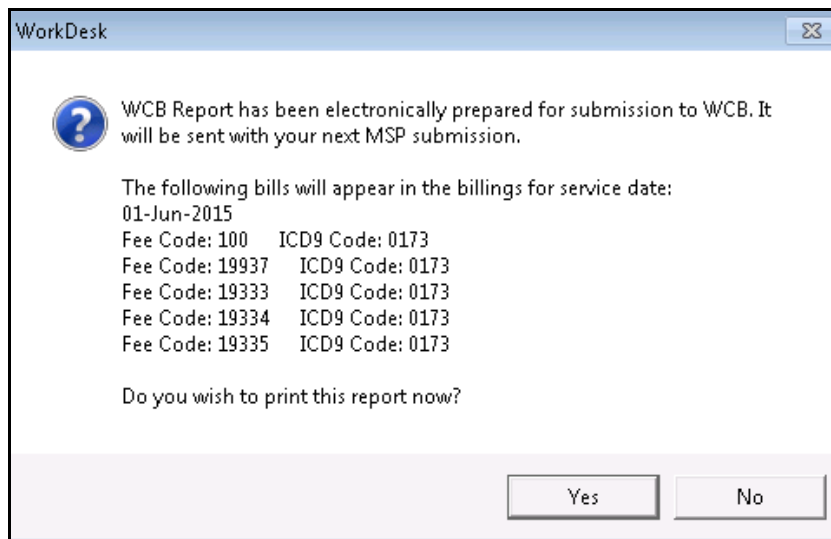 WorkDesk
WCB Report has been electronically prepared for submission to WCB. It
will be sent with your next MSP submission.
The following bills will appear in the billings for service date:
01-Jun-2015
Fee Code: 100 ICD9 Code: 0173
Fee Code: 19937 ICD9 Code: 0173
Fee Code: 19333 ICD9 Code: 0173
Fee Code: 19334 ICD9 Code: 0173
Fee Code: 19335 ICD9 Code: 0173
Do you wish to print this report now?
Yes No